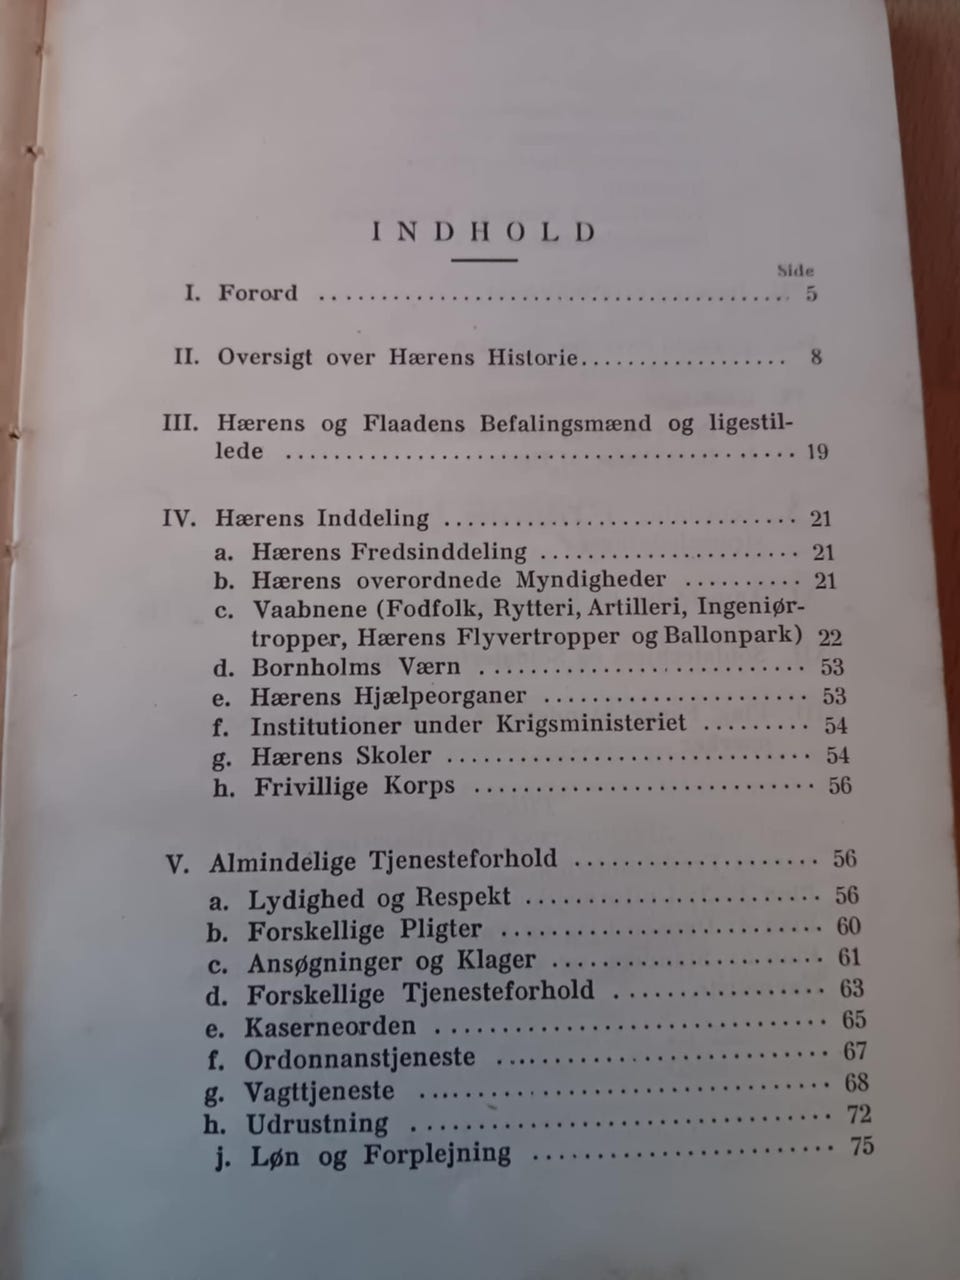 INDHOLD
Side
I. Forord ........................................ 5
II. Oversigt over Hærens Historie.................. 8
III. Hærens og Flaadens Befalingsmænd og ligestil-
lede ............................................ 19
IV. Hærens Inddeling .............................. 21
a. Hærens Fredsinddeling ...................... 21
b. Hærens overordnede Myndigheder .......... 21
c. Vaabnene (Fodfolk, Rytteri, Artilleri, Ingeniør-
tropper, Hærens Flyvertropper og Ballonpark) 22
d. Bornholms Værn ............................ 53
e. Hærens Hjælpeorganer ...................... 53
f. Institutioner under Krigsministeriet ......... 54
g. Hærens Skoler .............................. 54
h. Frivillige Korps ............................. 56
V. Almindelige Tjenesteforhold ..................... 56
a. Lydighed og Respekt ......................... 56
b. Forskellige Pligter ........................... 60
c. Ansøgninger og Klager ....................... 61
d. Forskellige Tjenesteforhold .................. 63
e. Kaserneorden ................................ 65
f. Ordonnanstjeneste ........................... 67
g. Vagttjeneste .................................. 68
h. Udrustning ................................... 72
j. Løn og Forplejning ......................... 75